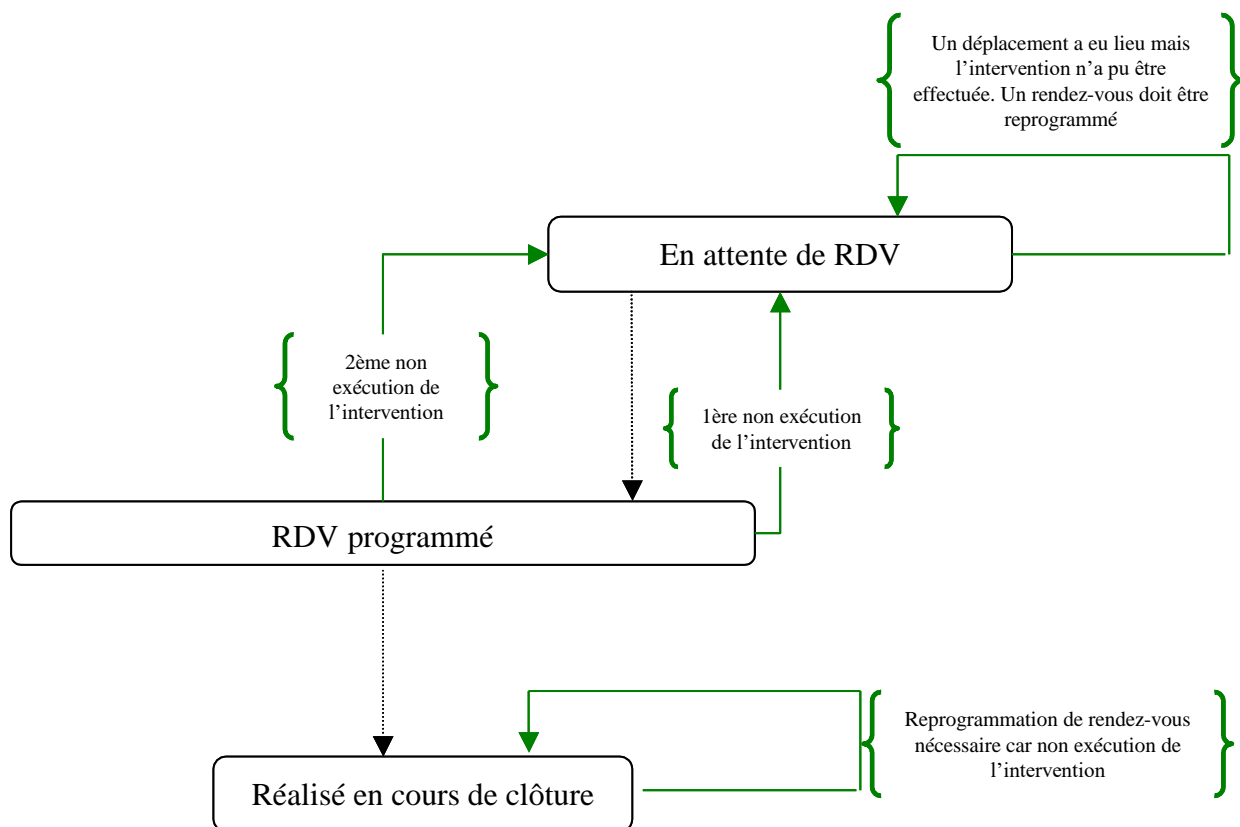 Un déplacement a eu lieu mais
l’intervention n’a pu être
effectuée. Un rendez-vous doit être
reprogrammé
En attente de RDV
2ème non
exécution de
l’intervention
1ère non exécution
de l’intervention
RDV programmé
Reprogrammation de rendez-vous
nécessaire car non exécution de
l’intervention
Réalisé en cours de clôture